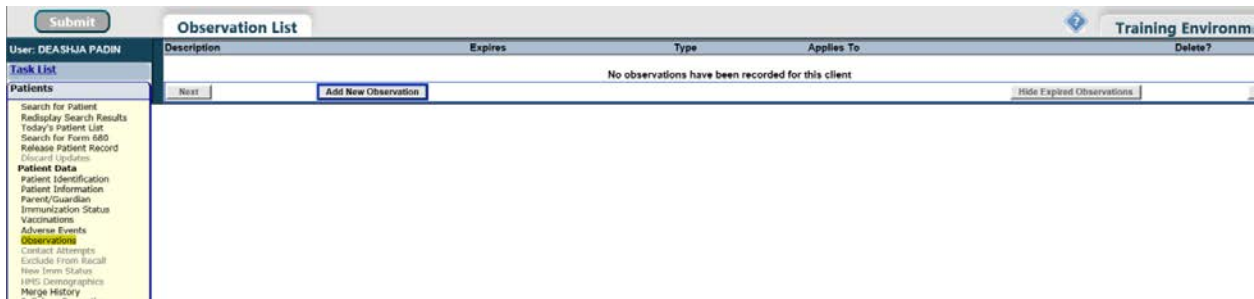 Submit
Observation List
Training Environm
User: DEASHJA PADIN
Description Expires Type Applies To Delete?
Task List
No observations have been recorded for this client
Patients
Next Add New Observation Hide Expired Observations
Search for Patient
Redisplay Search Results
Today's Patient List
Search for Form 680
Release Patient Record
Discard Updates
Patient Data
Patient Identification
Patient Information
Parent/Guardian
Immunization Status
Vaccinations
Adverse Events
Observations
Contact Attempts
Exclude From Recall
New Imm Status
HMS Demographics
Merge History